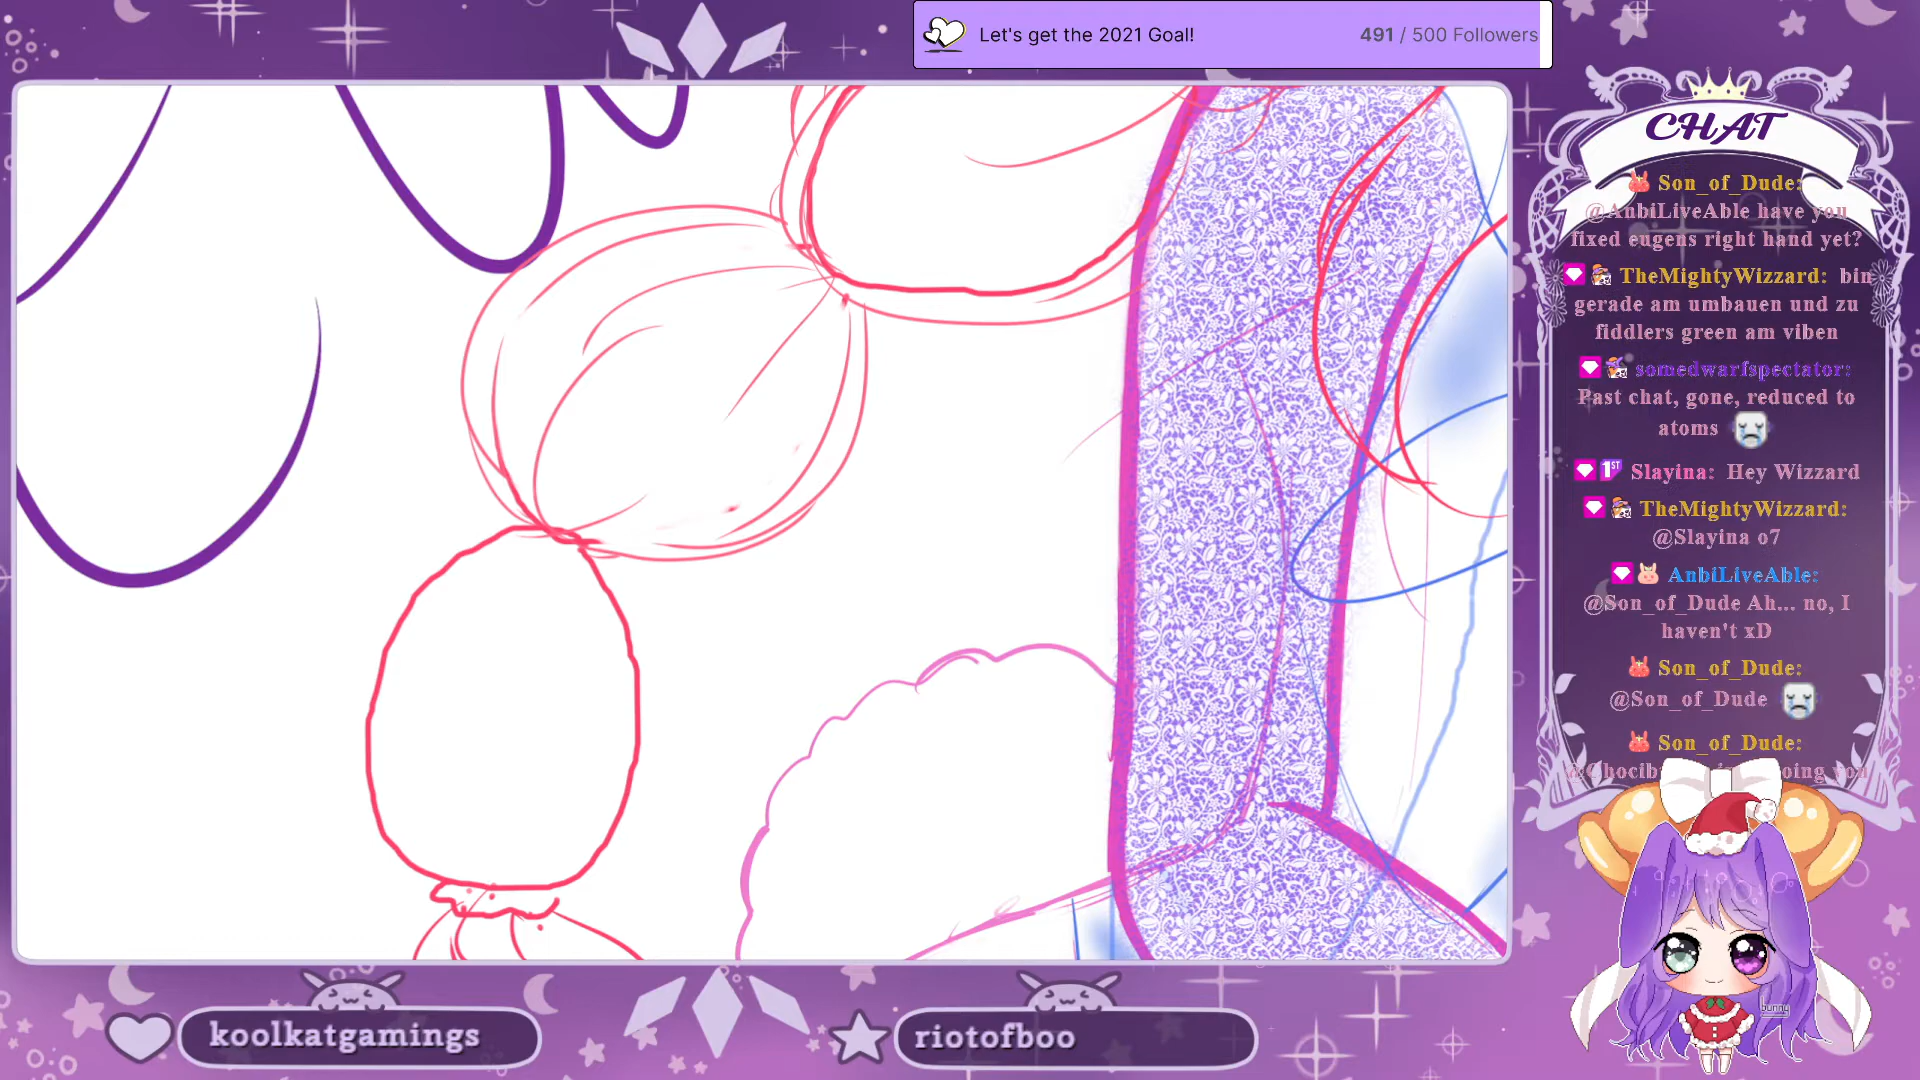 Let's get the 2021 Goal!
491 / 500 Followers
CHAT
Son_of_Dude:
@AnbiLiveAble have you
fixed eugens right hand yet?
TheMightyWizzard: bin
gerade am umbauen und zu
fiddlers green am viben
somedwarfspectator:
Past chat, gone, reduced to
atoms
1ST Slayina: Hey Wizzard
TheMightyWizzard:
@Slayina o7
AnbiLiveAble:
@Son_of_Dude Ah... no, I
haven't xD
Son_of_Dude:
@Son_of_Dude
Son_of_Dude:
koolkatgamings
riotofboo